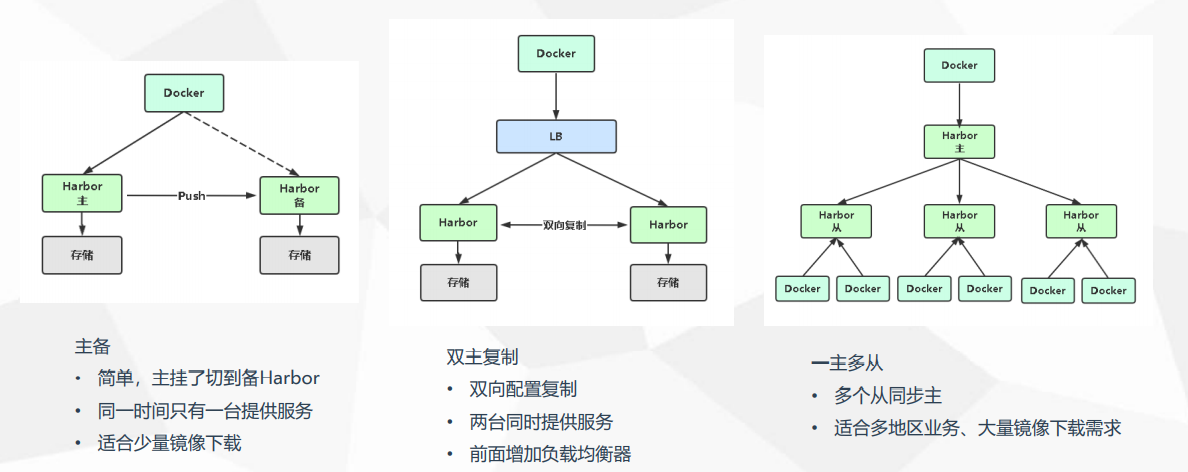 Docker
Harbor
主
Push
Harbor
备
存储
存储
主备
• 简单，主挂了切到备Harbor
• 同一时间只有一台提供服务
• 适合少量镜像下载
Docker
LB
Harbor
双向复制
Harbor
存储
存储
双主复制
• 双向配置复制
• 两台同时提供服务
• 前面增加负载均衡器
Docker
Harbor
主
Harbor
从
Harbor
从
Harbor
从
Docker
Docker
Docker
Docker
Docker
Docker
一主多从
• 多个从同步主
• 适合多地区业务、大量镜像下载需求